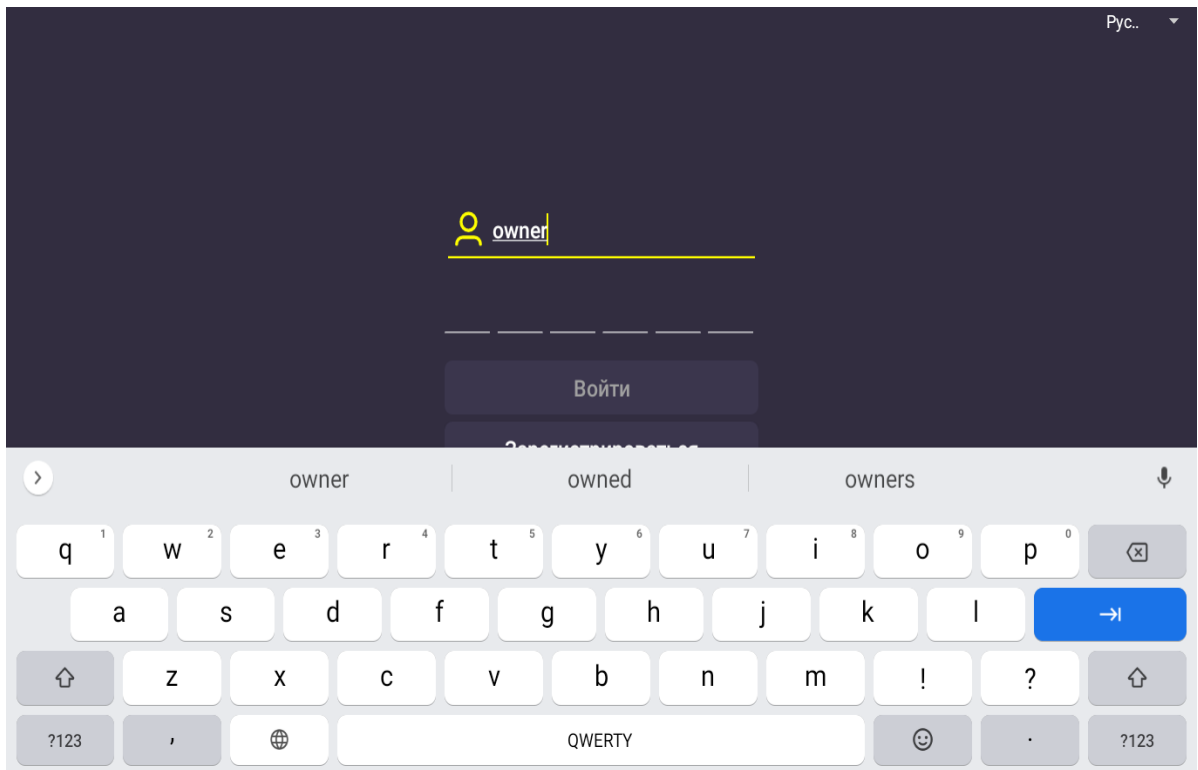 Рус..
owner
Войти
Зарегистрироваться
owner owned owners
q 1 w 2 e 3 r 4 t 5 y 6 u 7 i 8 o 9 p 0
a s d f g h j k l
z x c v b n m ! ?
?123 , QWERTY . ?123